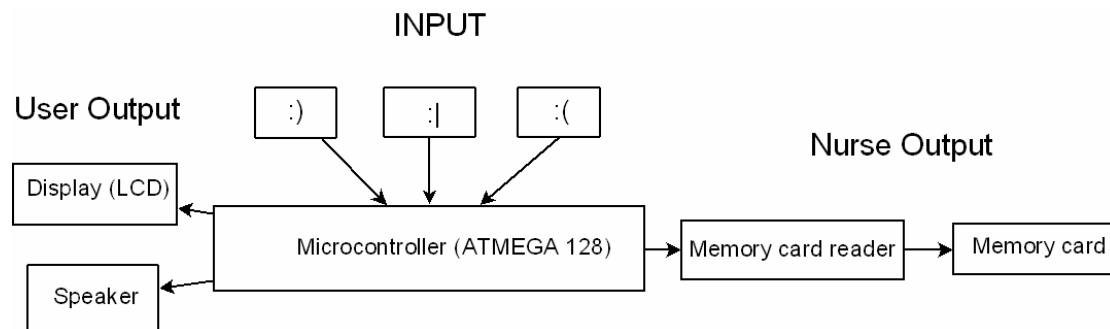 INPUT
User Output
:)
:|
:(
Nurse Output
Display (LCD)
Microcontroller (ATMEGA 128)
Memory card reader
Memory card
Speaker